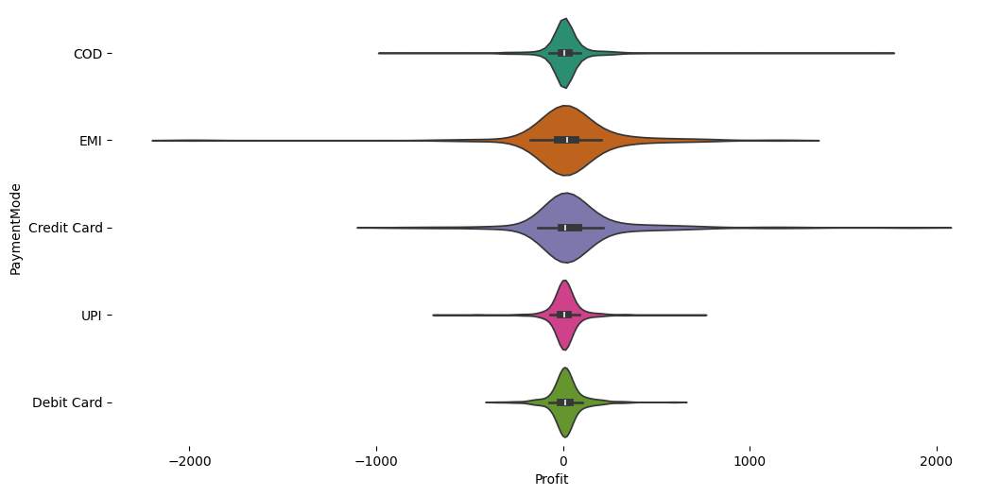 PaymentMode
COD
EMI
Credit Card
UPI
Debit Card
−2000
−1000
0
1000
2000
Profit